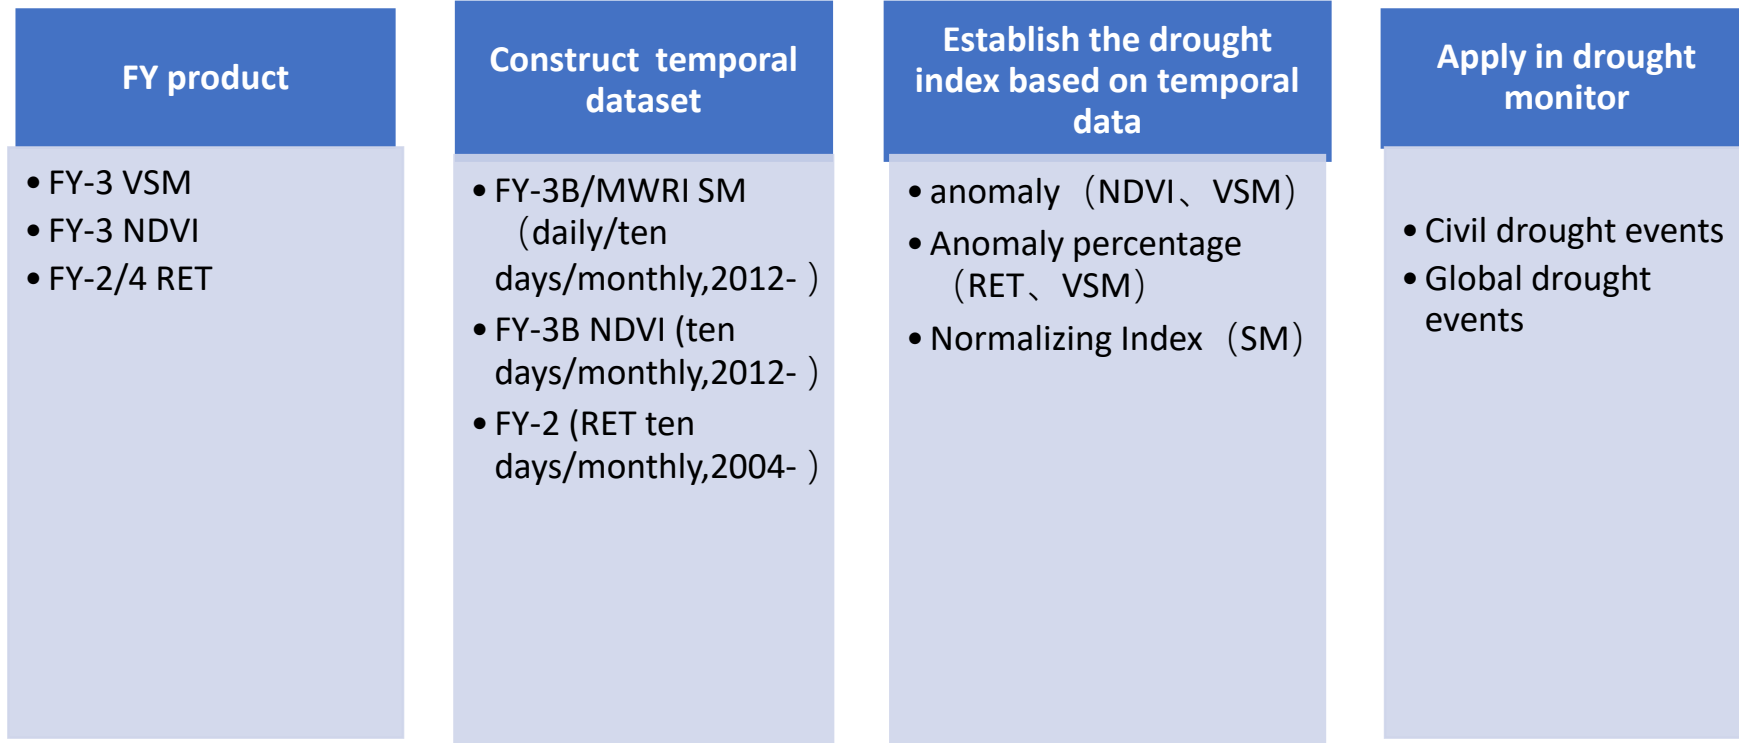 FY product
• FY-3 VSM
• FY-3 NDVI
• FY-2/4 RET
Construct temporal
dataset
• FY-3B/MWRI SM
（daily/ten
days/monthly,2012- ）
• FY-3B NDVI (ten
days/monthly,2012- ）
• FY-2 (RET ten
days/monthly,2004- ）
Establish the drought
index based on temporal
data
• anomaly（NDVI、VSM）
• Anomaly percentage
（RET、VSM）
• Normalizing Index（SM）
Apply in drought
monitor
• Civil drought events
• Global drought
events